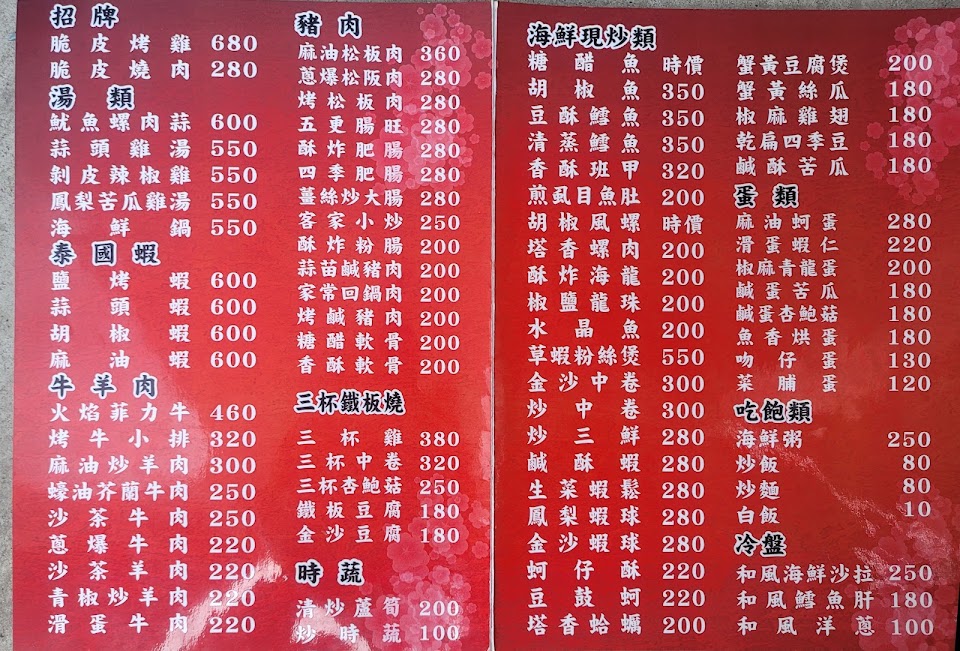 招牌
脆皮烤雞 680
脆皮燒肉 280
湯類
魷魚螺肉蒜 600
蒜頭雞湯 550
剝皮辣椒雞 550
鳳梨苦瓜雞湯 550
海鮮鍋 550
泰國蝦
鹽烤蝦 600
蒜頭蝦 600
胡椒蝦 600
麻油蝦 600
牛羊肉
火焰菲力牛 460
烤牛小排 320
麻油炒羊肉 300
蠔油芥蘭牛肉 250
沙茶牛肉 250
蔥爆牛肉 220
沙茶羊肉 220
青椒炒羊肉 220
滑蛋牛肉 220
豬肉
麻油松板肉 360
蔥爆松阪肉 280
烤松板肉 280
五更腸旺 280
酥炸肥腸 280
四季肥腸 280
薑絲炒大腸 280
客家小炒 250
酥炸粉腸 200
蒜苗鹹豬肉 200
家常回鍋肉 200
烤鹹豬肉 200
糖醋軟骨 200
香酥軟骨 200
三杯鐵板燒
三杯雞 380
三杯中卷 320
三杯杏鮑菇 250
鐵板豆腐 180
金沙豆腐 180
時蔬
清炒蘆筍 200
炒時蔬 100
海鮮現炒類
糖醋魚 時價
胡椒魚 350
豆酥鱈魚 350
清蒸鱈魚 350
香酥班甲 320
煎虱目魚肚 200
胡椒風螺 時價
塔香螺肉 200
酥炸海龍 200
椒鹽龍珠 200
水晶魚 200
草蝦粉絲煲 550
金沙中卷 300
炒中卷 300
炒三鮮 280
鹹酥蝦 280
生菜蝦鬆 280
鳳梨蝦球 280
金沙蝦球 280
蚵仔酥 220
豆鼓蚵 220
塔香蛤蠣 200
蟹黃豆腐煲 200
蟹黃絲瓜 180
椒麻雞翅 180
乾扁四季豆 180
鹹酥苦瓜 180
蛋類
麻油蚵蛋 280
滑蛋蝦仁 220
椒麻青龍蛋 200
鹹蛋苦瓜 180
鹹蛋杏鮑菇 180
魚香烘蛋 180
吻仔蛋 130
菜脯蛋 120
吃飽類
海鮮粥 250
炒飯 80
炒麵 80
白飯 10
冷盤
和風海鮮沙拉 250
和風鱈魚肝 180
和風洋蔥 100